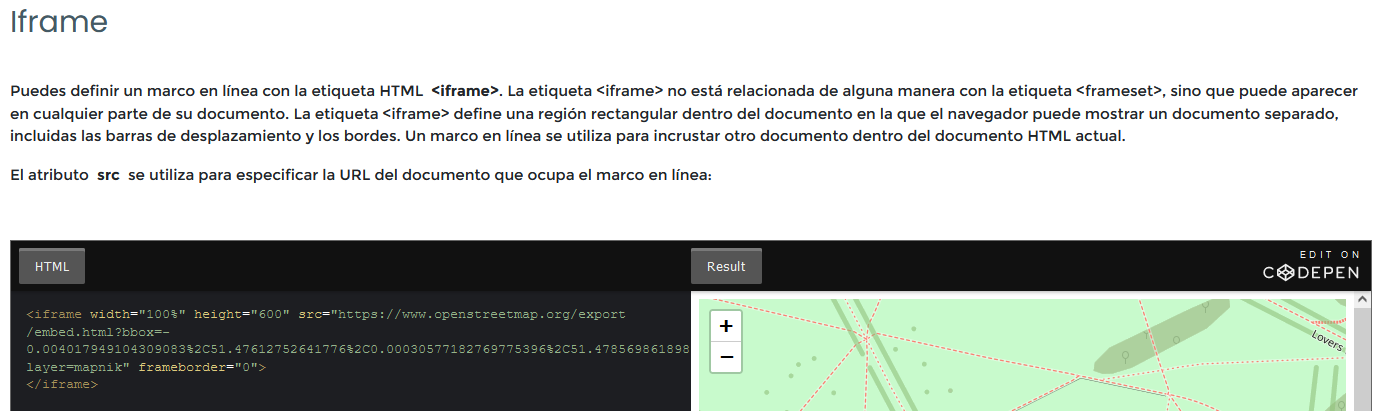 Iframe
Puedes definir un marco en línea con la etiqueta HTML <iframe>. La etiqueta <iframe> no está relacionada de alguna manera con la etiqueta <frameset>, sino que puede aparecer
en cualquier parte de su documento. La etiqueta <iframe> define una región rectangular dentro del documento en la que el navegador puede mostrar un documento separado,
incluidas las barras de desplazamiento y los bordes. Un marco en línea se utiliza para incrustar otro documento dentro del documento HTML actual.
El atributo src se utiliza para especificar la URL del documento que ocupa el marco en línea:
HTML
Result
EDIT ON
CODEPEN
<iframe width="100%" height="600" src="https://www.openstreetmap.org/export
/embed.html?bbox=-
0.004017949104309083%2C51.47612752641776%2C0.00030577182769775396%2C51.478569861898
layer=mapnik" frameborder="0">
</iframe>
+
−
Lovers